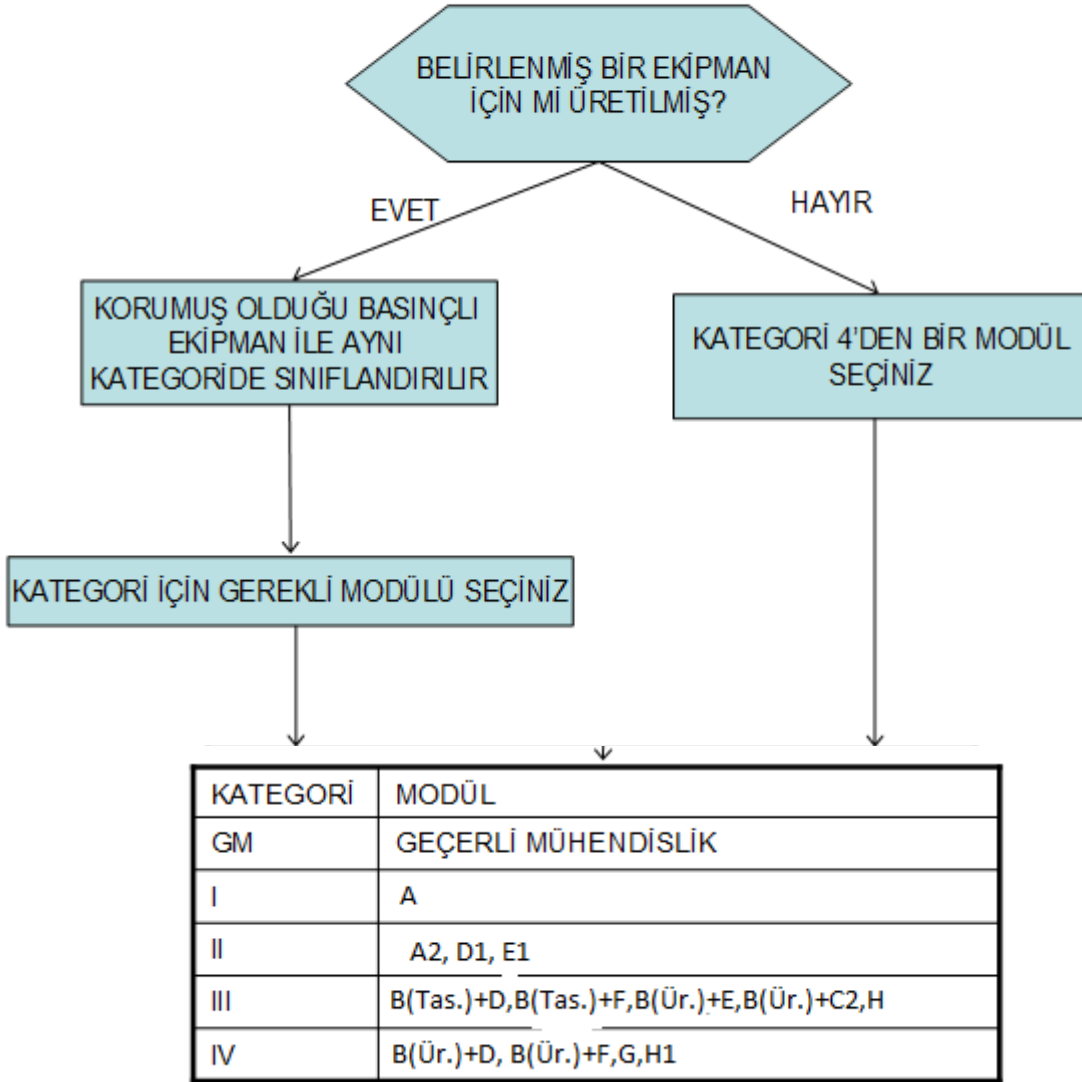 BELİRLENMİŞ BİR EKİPMAN
İÇİN Mİ ÜRETİLMİŞ?
EVET
HAYIR
KORUMUŞ OLDUĞU BASINÇLI
EKİPMAN İLE AYNI
KATEGORİDE SINIFLANDIRILIR
KATEGORİ 4'DEN BİR MODÜL
SEÇİNİZ
KATEGORİ İÇİN GEREKLİ MODÜLÜ SEÇİNİZ
KATEGORİ MODÜL
GM GEÇERLİ MÜHENDİSLİK
I A
II A2, D1, E1
III B(Tas.)+D,B(Tas.)+F,B(Ür.)+E,B(Ür.)+C2,H
IV B(Ür.)+D, B(Ür.)+F,G,H1